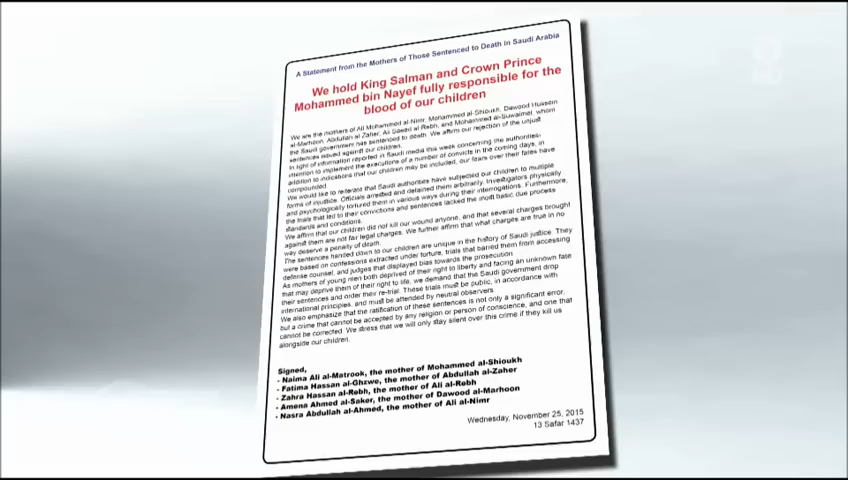 A Statement from the Mothers of Those Sentenced to Death in Saudi Arabia
We hold King Salman and Crown Prince
Mohammed bin Nayef fully responsible for the
blood of our children
We are the mothers of Ali Mohammed al-Nimr, Mohammed al-Shioukh, Dawood Hussein
al-Marhoon, Abdullah al-Zaher, Ali Saeed al-Rebh, and Mohammed al-Suwaimel, whom
the Saudi government has sentenced to death. We affirm our rejection of the unjust
sentences issued against our children.
In light of information reported in Saudi media this week concerning the authorities'
intention to implement the executions of a number of convicts in the coming days, in
addition to indications that our children may be included, our fears over their fates have
compounded.
We would like to reiterate that Saudi authorities have subjected our children to multiple
forms of injustice. Officials arrested and detained them arbitrarily. Investigators physically
and psychologically tortured them in various ways during their interrogations. Furthermore,
the trials that led to their convictions and sentences lacked the most basic due process
standards and conditions.
We affirm that our children did not kill our wound anyone, and that several charges brought
against them are not fair legal charges. We further affirm that what charges are true in no
way deserve a penalty of death.
The sentences handed down to our children are unique in the history of Saudi justice. They
were based on confessions extracted under torture, trials that barred them from accessing
defense counsel, and judges that displayed bias towards the prosecution.
As mothers of young men both deprived of their right to liberty and facing an unknown fate
that may deprive them of their right to life, we demand that the Saudi government drop
their sentences and order their re-trial. These trials must be public, in accordance with
international principles, and must be attended by neutral observers.
We also emphasize that the ratification of these sentences is not only a significant error,
but a crime that cannot be accepted by any religion or person of conscience, and one that
cannot be corrected. We stress that we will only stay silent over this crime if they kill us
alongside our children.
Signed,
- Naima Ali al-Matrook, the mother of Mohammed al-Shioukh
- Fatima Hassan al-Ghzwe, the mother of Abdullah al-Zaher
- Zahra Hassan al-Rebh, the mother of Ali al-Rebh
- Amena Ahmed al-Saker, the mother of Dawood al-Marhoon
- Nasra Abdullah al-Ahmed, the mother of Ali al-Nimr
Wednesday, November 25, 2015
13 Safar 1437